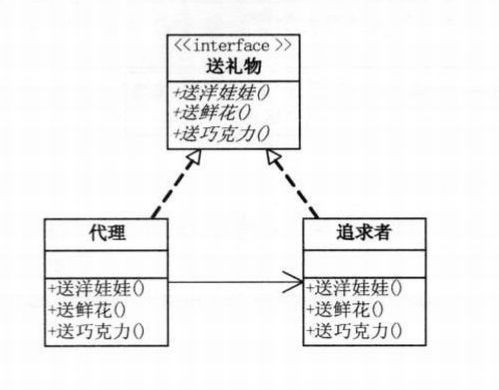 <<interface >>
送礼物
+送洋娃娃()
+送鲜花()
+送巧克力()
代理
+送洋娃娃()
+送鲜花()
+送巧克力()
追求者
+送洋娃娃()
+送鲜花()
+送巧克力()